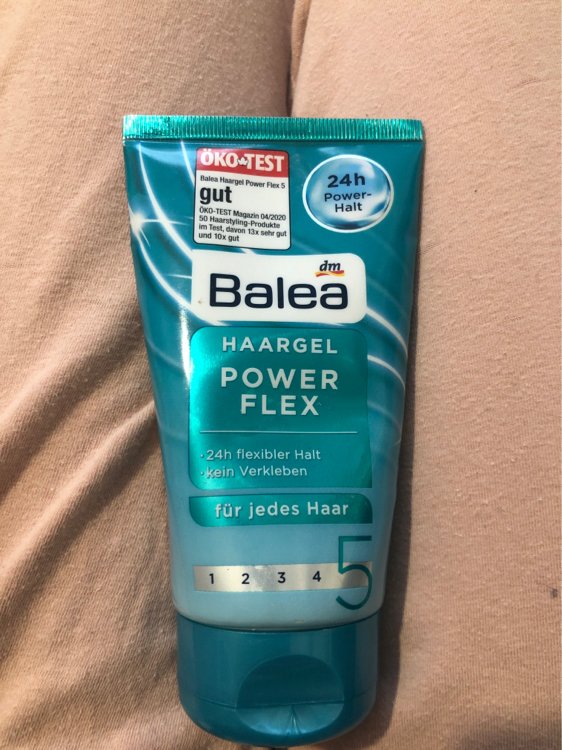 ÖKO-TEST
Balea Haargel Power Flex 5
gut
ÖKO-TEST Magazin 04/2020
50 Haarstyling-Produkte
im Test, davon 13x sehr gut
und 10x gut
24h
Power-
Halt
dm
Balea
HAARGEL
POWER
FLEX
· 24h flexibler Halt
· kein Verkleben
für jedes Haar
1 2 3 4 5